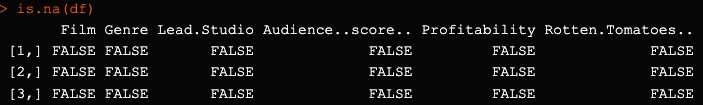 > is.na(df)
Film Genre Lead.Studio Audience..score.. Profitability Rotten.Tomatoes..
[1,] FALSE FALSE FALSE FALSE FALSE FALSE
[2,] FALSE FALSE FALSE FALSE FALSE FALSE
[3,] FALSE FALSE FALSE FALSE FALSE FALSE